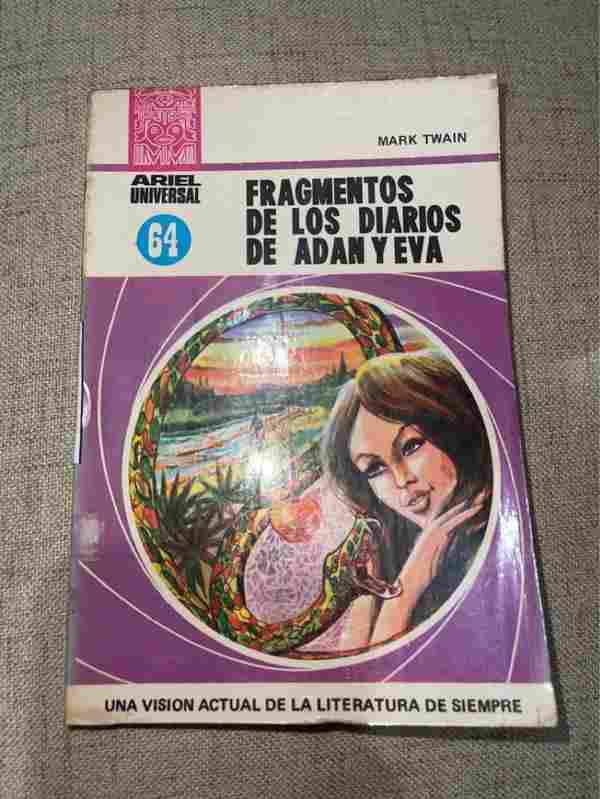 MARK TWAIN
ARIEL
UNIVERSAL
64
FRAGMENTOS
DE LOS DIARIOS
DE ADAN Y EVA
UNA VISION ACTUAL DE LA LITERATURA DE SIEMPRE